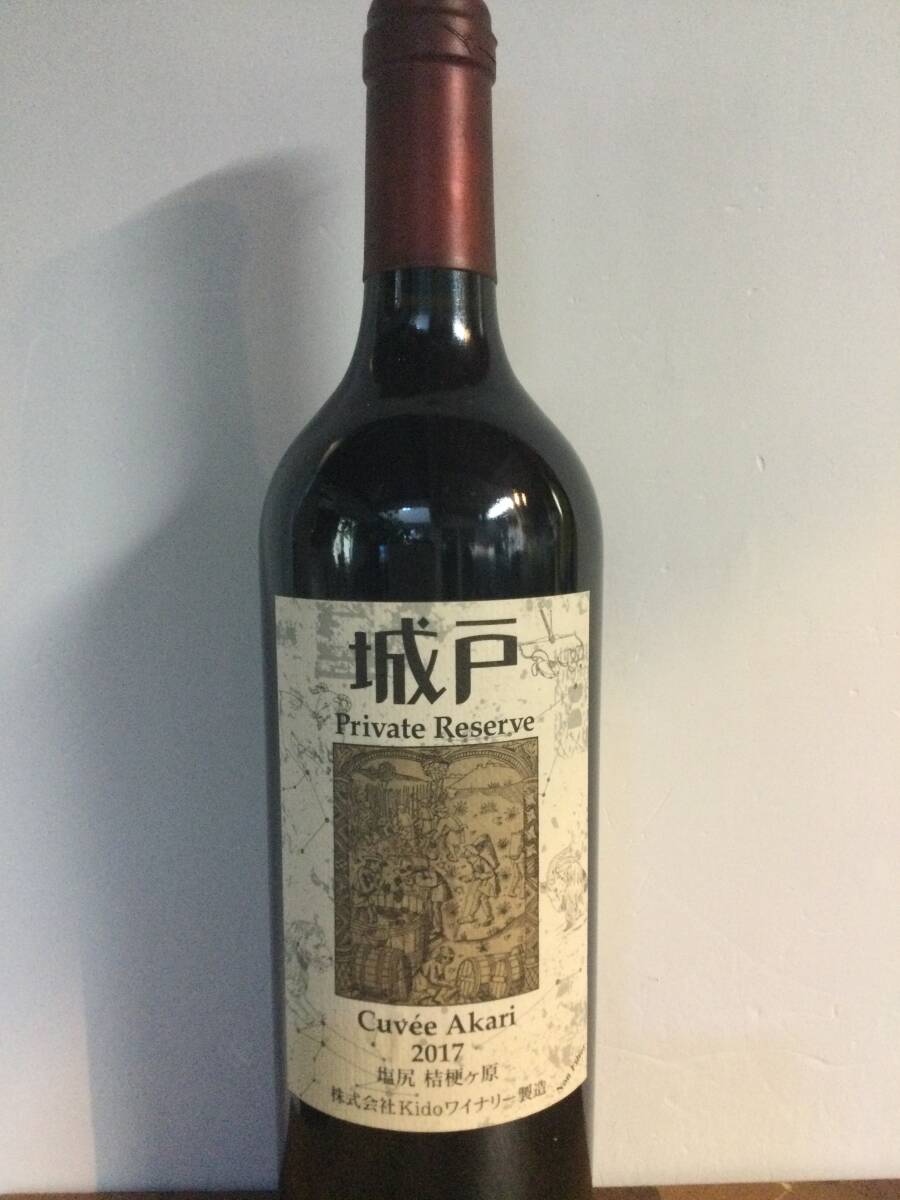 城戸
Private Reserve
Cuvée Akari
2017
塩尻 桔梗ヶ原
株式会社Kidoワイナリー製造
Non